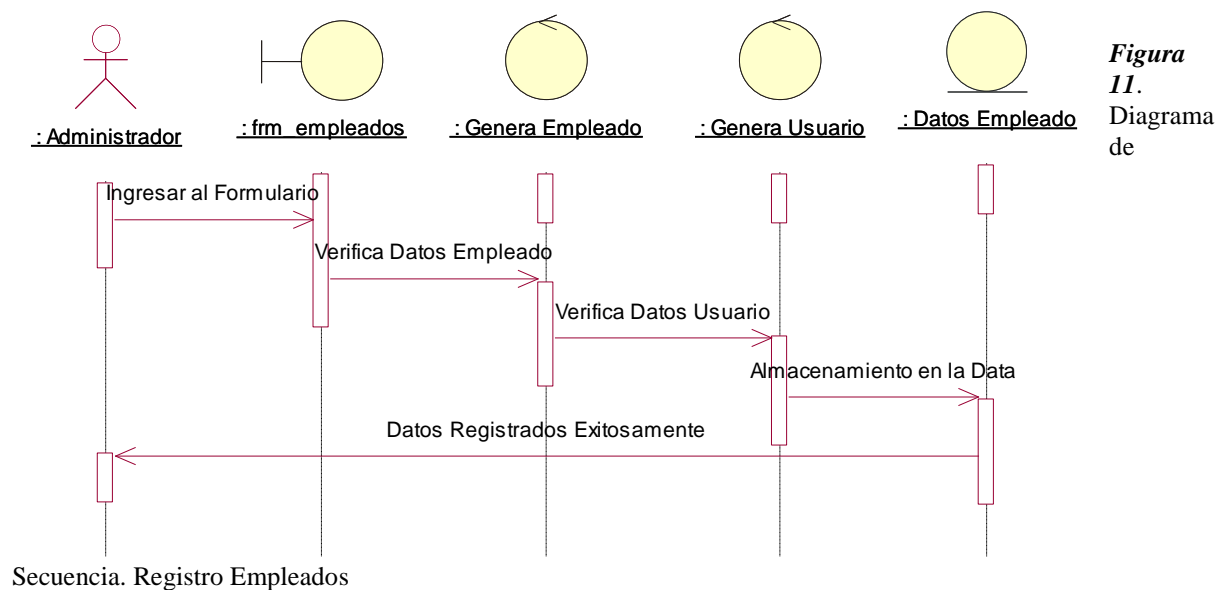 : Administrador
: frm_empleados
: Genera Empleado
: Genera Usuario
: Datos Empleado
Figura
11.
Diagrama
de
Ingresar al Formulario
Verifica Datos Empleado
Verifica Datos Usuario
Almacenamiento en la Data
Datos Registrados Exitosamente
Secuencia. Registro Empleados